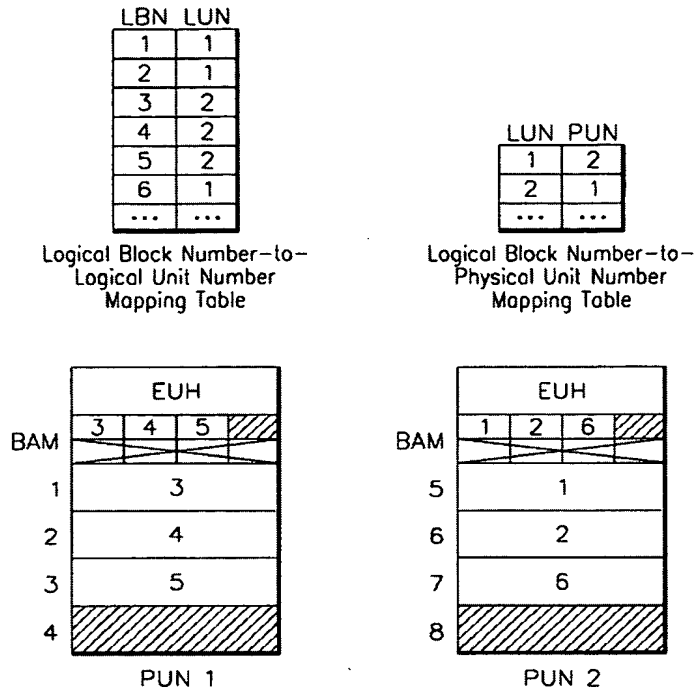 LBN LUN
1 1
2 1
3 2
4 2
5 2
6 1
... ...
Logical Block Number-to-
Logical Unit Number
Mapping Table
LUN PUN
1 2
2 1
... ...
Logical Block Number-to-
Physical Unit Number
Mapping Table
EUH
BAM 3 4 5
1 3
2 4
3 5
4
PUN 1
EUH
BAM 1 2 6
5 1
6 2
7 6
8
PUN 2